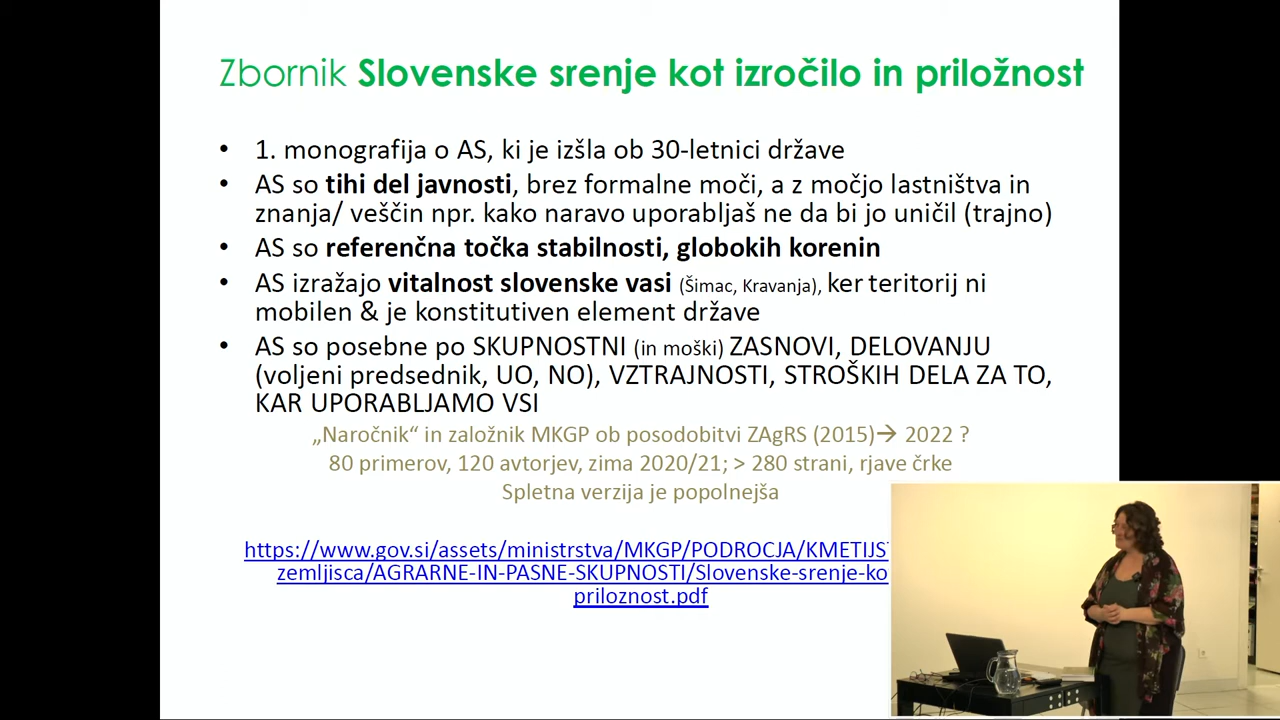 Zbornik Slovenske srenje kot izročilo in priložnost
• 1. monografija o AS, ki je izšla ob 30-letnici države
• AS so tihi del javnosti, brez formalne moči, a z močjo lastništva in
znanja/ veščin npr. kako naravo uporabljaš ne da bi jo uničil (trajno)
• AS so referenčna točka stabilnosti, globokih korenin
• AS izražajo vitalnost slovenske vasi (Šimac, Kravanja), ker teritorij ni
mobilen & je konstitutiven element države
• AS so posebne po SKUPNOSTNI (in moški) ZASNOVI, DELOVANJU
(voljeni predsednik, UO, NO), VZTRAJNOSTI, STROŠKIH DELA ZA TO,
KAR UPORABLJAMO VSI
„Naročnik“ in založnik MKGP ob posodobitvi ZAgRS (2015)→ 2022 ?
80 primerov, 120 avtorjev, zima 2020/21; > 280 strani, rjave črke
Spletna verzija je popolnejša
https://www.gov.si/assets/ministrstva/MKGP/PODROCJA/KMETIJS
zemljisca/AGRARNE-IN-PASNE-SKUPNOSTI/Slovenske-srenje-ko
priloznost.pdf